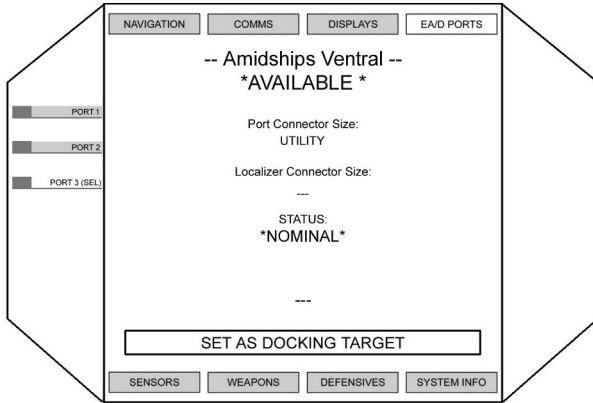 NAVIGATION
COMMS
DISPLAYS
EA/D PORTS
-- Amidships Ventral --
*AVAILABLE *
PORT 1
PORT 2
PORT 3 (SEL)
Port Connector Size:
UTILITY
Localizer Connector Size:
---
STATUS:
*NOMINAL*
---
SET AS DOCKING TARGET
SENSORS
WEAPONS
DEFENSIVES
SYSTEM INFO